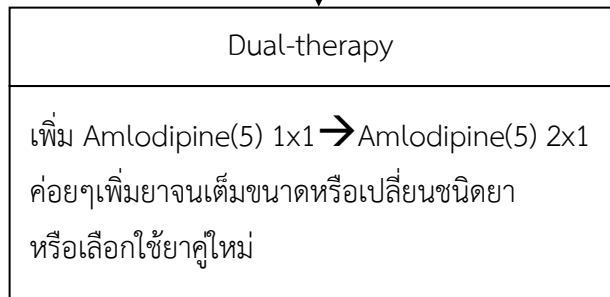 Dual-therapy
เพิ่ม Amlodipine(5) 1x1➔Amlodipine(5) 2x1
ค่อยๆเพิ่มยาจนเต็มขนาดหรือเปลี่ยนชนิดยา
หรือเลือกใช้ยาคู่ใหม่